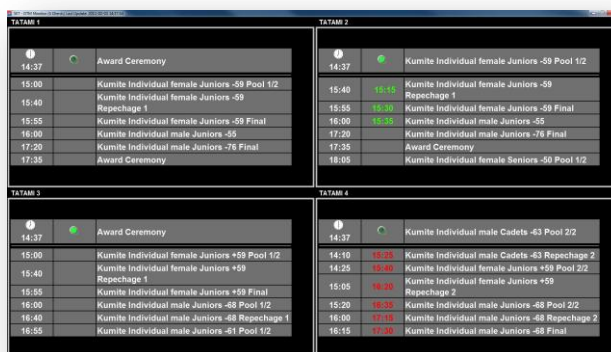 TATAMI 1
14:37 Award Ceremony
15:00 Kumite Individual female Juniors -59 Pool 1/2
15:40 Kumite Individual female Juniors -59
Repechage 1
15:55 Kumite Individual female Juniors -59 Final
16:00 Kumite Individual male Juniors -55
17:20 Kumite Individual male Juniors -76 Final
17:35 Award Ceremony
TATAMI 2
14:37 Kumite Individual female Juniors -59 Pool 1/2
15:40 15:15 Kumite Individual female Juniors -59
Repechage 1
15:55 15:30 Kumite Individual female Juniors -59 Final
16:00 15:35 Kumite Individual male Juniors -55
17:20 Kumite Individual male Juniors -76 Final
17:35 Award Ceremony
18:05 Kumite Individual female Seniors -50 Pool 1/2
TATAMI 3
14:37 Award Ceremony
15:00 Kumite Individual female Juniors +59 Pool 1/2
15:40 Kumite Individual female Juniors +59
Repechage 1
15:55 Kumite Individual female Juniors +59 Final
16:00 Kumite Individual male Juniors -68 Pool 1/2
16:40 Kumite Individual male Juniors -68 Repechage 1
16:55 Kumite Individual male Juniors -61 Pool 1/2
TATAMI 4
14:37 Kumite Individual male Cadets -63 Pool 2/2
14:10 15:25 Kumite Individual male Cadets -63 Repechage 2
14:25 15:40 Kumite Individual female Juniors +59 Pool 2/2
15:05 16:20 Kumite Individual female Juniors +59
Repechage 2
15:20 16:35 Kumite Individual male Juniors -68 Pool 2/2
16:00 17:15 Kumite Individual male Juniors -68 Repechage 2
16:15 17:30 Kumite Individual male Juniors -68 Final